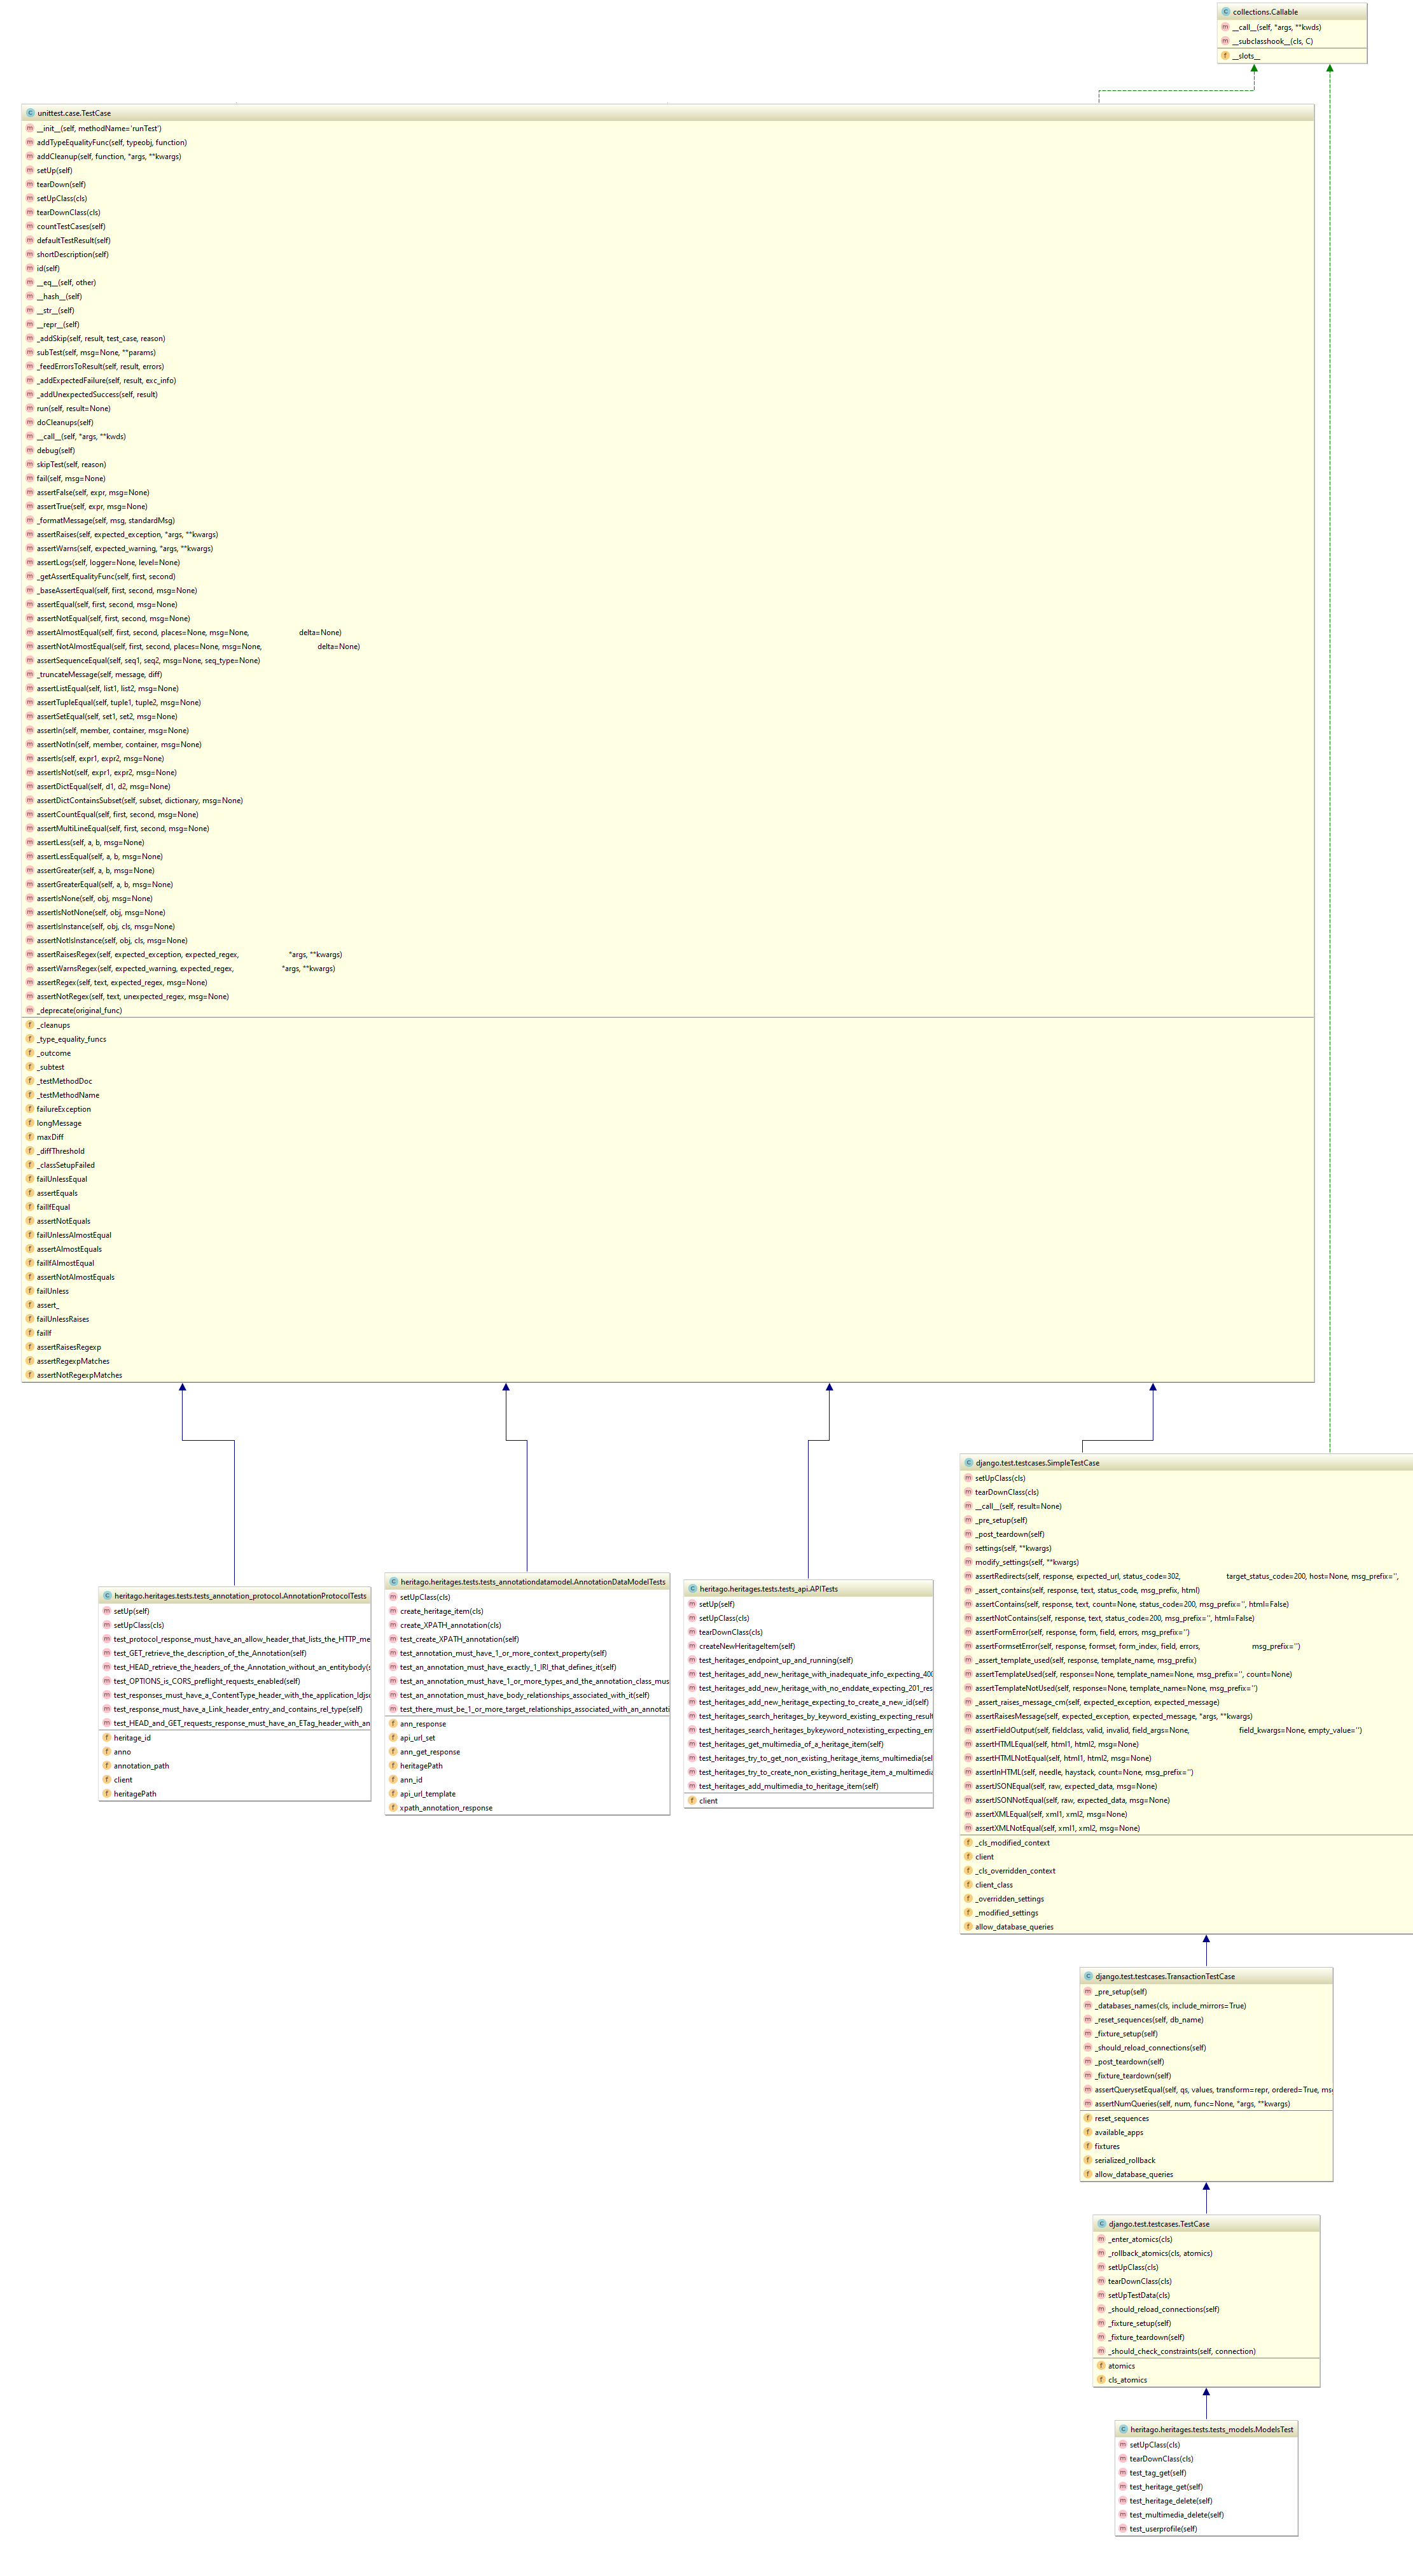 collections.Callable
__call__(self, *args, **kwds)
__subclasshook__(cls, C)
__slots__
unittest.case.TestCase
__init__(self, methodName='runTest')
addTypeEqualityFunc(self, typeobj, function)
addCleanup(self, function, *args, **kwargs)
setUp(self)
tearDown(self)
setUpClass(cls)
tearDownClass(cls)
countTestCases(self)
defaultTestResult(self)
shortDescription(self)
id(self)
__eq__(self, other)
__hash__(self)
__str__(self)
__repr__(self)
_addSkip(self, result, test_case, reason)
subTest(self, msg=None, **params)
_feedErrorsToResult(self, result, errors)
_addExpectedFailure(self, result, exc_info)
_addUnexpectedSuccess(self, result)
run(self, result=None)
doCleanups(self)
__call__(self, *args, **kwds)
debug(self)
skipTest(self, reason)
fail(self, msg=None)
assertFalse(self, expr, msg=None)
assertTrue(self, expr, msg=None)
_formatMessage(self, msg, standardMsg)
assertRaises(self, expected_exception, *args, **kwargs)
assertWarns(self, expected_warning, *args, **kwargs)
assertLogs(self, logger=None, level=None)
_getAssertEqualityFunc(self, first, second)
_baseAssertEqual(self, first, second, msg=None)
assertEqual(self, first, second, msg=None)
assertNotEqual(self, first, second, msg=None)
assertAlmostEqual(self, first, second, places=None, msg=None, delta=None)
assertNotAlmostEqual(self, first, second, places=None, msg=None, delta=None)
assertSequenceEqual(self, seq1, seq2, msg=None, seq_type=None)
_truncateMessage(self, message, diff)
assertListEqual(self, list1, list2, msg=None)
assertTupleEqual(self, tuple1, tuple2, msg=None)
assertSetEqual(self, set1, set2, msg=None)
assertIn(self, member, container, msg=None)
assertNotIn(self, member, container, msg=None)
assertIs(self, expr1, expr2, msg=None)
assertIsNot(self, expr1, expr2, msg=None)
assertDictEqual(self, d1, d2, msg=None)
assertDictContainsSubset(self, subset, dictionary, msg=None)
assertCountEqual(self, first, second, msg=None)
assertMultiLineEqual(self, first, second, msg=None)
assertLess(self, a, b, msg=None)
assertLessEqual(self, a, b, msg=None)
assertGreater(self, a, b, msg=None)
assertGreaterEqual(self, a, b, msg=None)
assertIsNone(self, obj, msg=None)
assertIsNotNone(self, obj, msg=None)
assertIsInstance(self, obj, cls, msg=None)
assertNotIsInstance(self, obj, cls, msg=None)
assertRaisesRegex(self, expected_exception, expected_regex, *args, **kwargs)
assertWarnsRegex(self, expected_warning, expected_regex, *args, **kwargs)
assertRegex(self, text, expected_regex, msg=None)
assertNotRegex(self, text, unexpected_regex, msg=None)
_deprecate(original_func)
_cleanups
_type_equality_funcs
_outcome
_subtest
_testMethodDoc
_testMethodName
failureException
longMessage
maxDiff
_diffThreshold
_classSetupFailed
failUnlessEqual
assertEquals
failIfEqual
assertNotEquals
failUnlessAlmostEqual
assertAlmostEquals
failIfAlmostEqual
assertNotAlmostEquals
failUnless
assert_
failUnlessRaises
failIf
assertRaisesRegexp
assertRegexpMatches
assertNotRegexpMatches
heritago.heritages.tests.tests_annotation_protocol.AnnotationProtocolTests
setUp(self)
setUpClass(cls)
test_protocol_response_must_have_an_allow_header_that_lists_the_HTTP_me
test_GET_retrieve_the_description_of_the_Annotation(self)
test_HEAD_retrieve_the_headers_of_the_Annotation_without_an_entitybody(s
test_OPTIONS_is_CORS_preflight_requests_enabled(self)
test_responses_must_have_a_ContentType_header_with_the_application_ldjso
test_response_must_have_a_Link_header_entry_and_contains_rel_type(self)
test_HEAD_and_GET_requests_response_must_have_an_ETag_header_with_an
heritage_id
anno
annotation_path
client
heritagePath
heritago.heritages.tests.tests_annotationdatamodel.AnnotationDataModelTests
setUpClass(cls)
create_heritage_item(cls)
create_XPATH_annotation(cls)
test_create_XPATH_annotation(self)
test_annotation_must_have_1_or_more_context_property(self)
test_an_annotation_must_have_exactly_1_IRI_that_defines_it(self)
test_an_annotation_must_have_1_or_more_types_and_the_annotation_class_mus
test_an_annotation_must_have_body_relationships_associated_with_it(self)
test_there_must_be_1_or_more_target_relationships_associated_with_an_annotati
ann_response
api_url_set
ann_get_response
heritagePath
ann_id
api_url_template
xpath_annotation_response
heritago.heritages.tests.tests_api.APITests
setUp(self)
setUpClass(cls)
tearDownClass(cls)
createNewHeritageItem(self)
test_heritages_endpoint_up_and_running(self)
test_heritages_add_new_heritage_with_inadequate_info_expecting_400
test_heritages_add_new_heritage_with_no_enddate_expecting_201_res
test_heritages_add_new_heritage_expecting_to_create_a_new_id(self)
test_heritages_search_heritages_by_keyword_existing_expecting_result
test_heritages_search_heritages_bykeyword_notexisting_expecting_em
test_heritages_get_multimedia_of_a_heritage_item(self)
test_heritages_try_to_get_non_existing_heritage_items_multimedia(sel
test_heritages_try_to_create_non_existing_heritage_item_a_multimedia
test_heritages_add_multimedia_to_heritage_item(self)
client
django.test.testcases.SimpleTestCase
setUpClass(cls)
tearDownClass(cls)
__call__(self, result=None)
_pre_setup(self)
_post_teardown(self)
settings(self, **kwargs)
modify_settings(self, **kwargs)
assertRedirects(self, response, expected_url, status_code=302, target_status_code=200, host=None, msg_prefix='',
_assert_contains(self, response, text, status_code, msg_prefix, html)
assertContains(self, response, text, count=None, status_code=200, msg_prefix='', html=False)
assertNotContains(self, response, text, status_code=200, msg_prefix='', html=False)
assertFormError(self, response, form, field, errors, msg_prefix='')
assertFormsetError(self, response, formset, form_index, field, errors, msg_prefix='')
_assert_template_used(self, response, template_name, msg_prefix)
assertTemplateUsed(self, response=None, template_name=None, msg_prefix='', count=None)
assertTemplateNotUsed(self, response=None, template_name=None, msg_prefix='')
_assert_raises_message_cm(self, expected_exception, expected_message)
assertRaisesMessage(self, expected_exception, expected_message, *args, **kwargs)
assertFieldOutput(self, fieldclass, valid, invalid, field_args=None, field_kwargs=None, empty_value='')
assertHTMLEqual(self, html1, html2, msg=None)
assertHTMLNotEqual(self, html1, html2, msg=None)
assertInHTML(self, needle, haystack, count=None, msg_prefix='')
assertJSONEqual(self, raw, expected_data, msg=None)
assertJSONNotEqual(self, raw, expected_data, msg=None)
assertXMLEqual(self, xml1, xml2, msg=None)
assertXMLNotEqual(self, xml1, xml2, msg=None)
_cls_modified_context
client
_cls_overridden_context
client_class
_overridden_settings
_modified_settings
allow_database_queries
django.test.testcases.TransactionTestCase
_pre_setup(self)
_databases_names(cls, include_mirrors=True)
_reset_sequences(self, db_name)
_fixture_setup(self)
_should_reload_connections(self)
_post_teardown(self)
_fixture_teardown(self)
assertQuerysetEqual(self, qs, values, transform=repr, ordered=True, ms
assertNumQueries(self, num, func=None, *args, **kwargs)
reset_sequences
available_apps
fixtures
serialized_rollback
allow_database_queries
django.test.testcases.TestCase
_enter_atomics(cls)
_rollback_atomics(cls, atomics)
setUpClass(cls)
tearDownClass(cls)
setUpTestData(cls)
_should_reload_connections(self)
_fixture_setup(self)
_fixture_teardown(self)
_should_check_constraints(self, connection)
atomics
cls_atomics
heritago.heritages.tests.tests_models.ModelsTest
setUpClass(cls)
tearDownClass(cls)
test_tag_get(self)
test_heritage_get(self)
test_heritage_delete(self)
test_multimedia_delete(self)
test_userprofile(self)